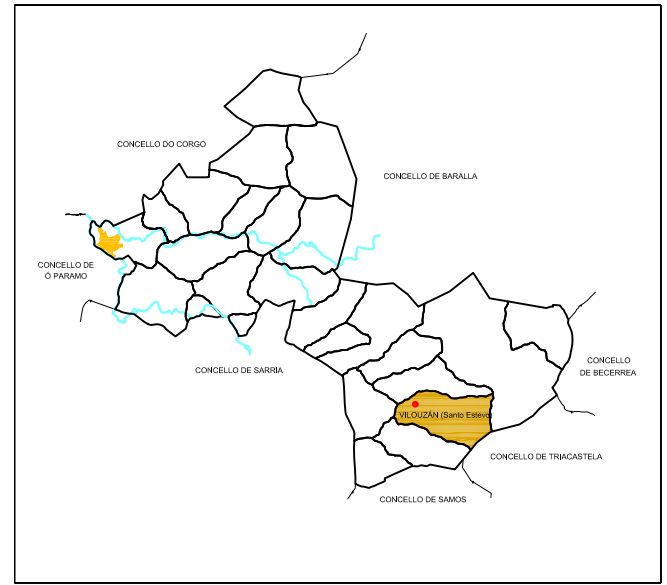 CONCELLO DO CORGO
CONCELLO DE BARALLA
CONCELLO DE
Ó PARAMO
CONCELLO DE SARRIA
CONCELLO
DE BECERREA
VILOUZÁN (Santo Estevo)
CONCELLO DE TRIACASTELA
CONCELLO DE SAMOS